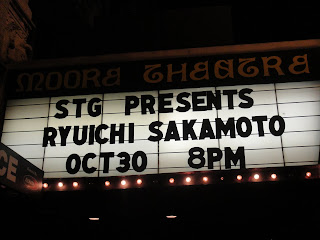 MOORE THEATRE
STG PRESENTS
RYUICHI SAKAMOTO
OCT30 8PM